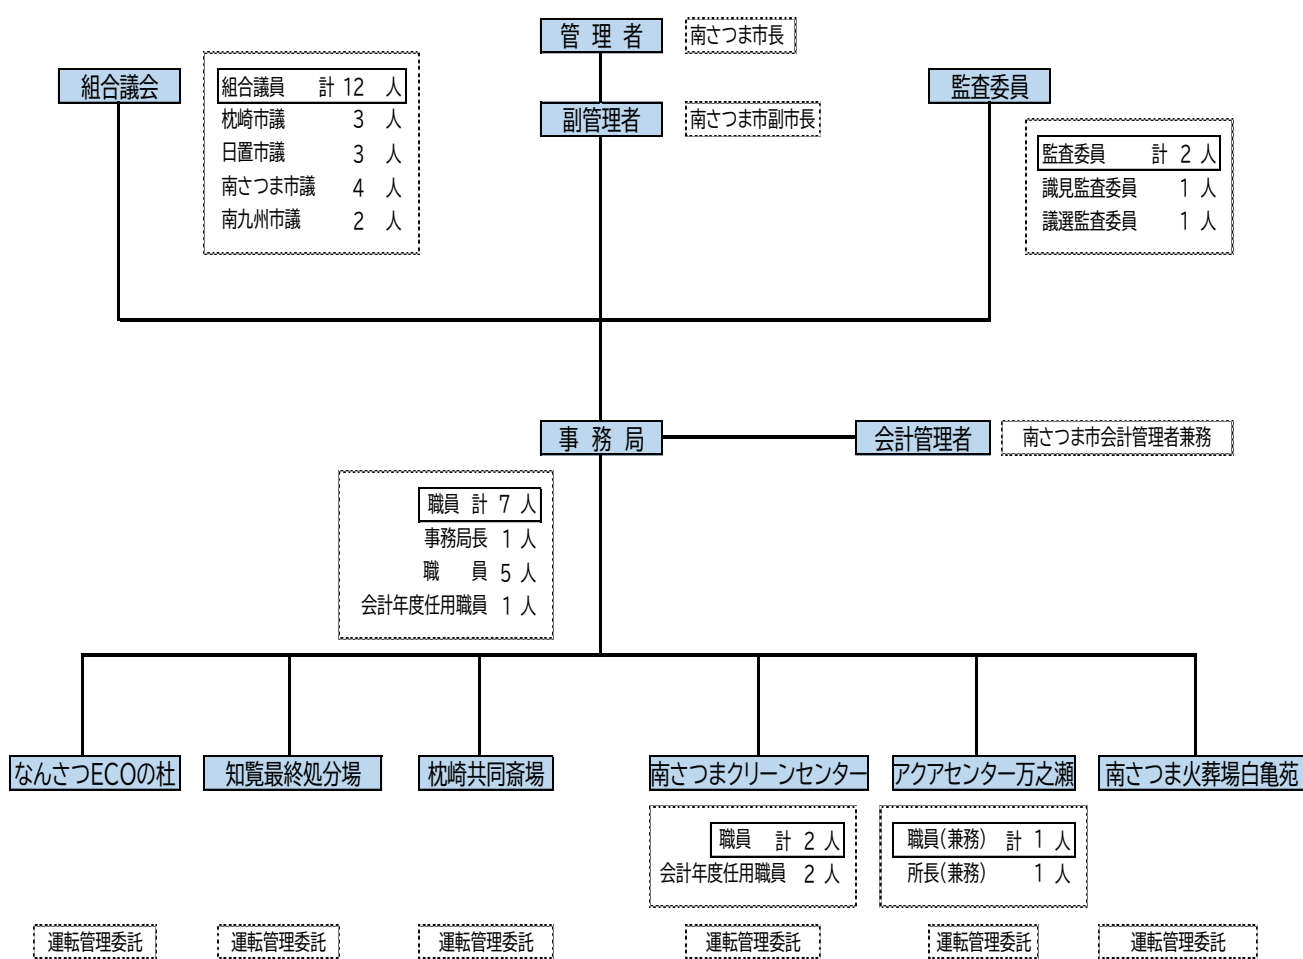 管 理 者 南さつま市長
組合議会
組合議員 計 12 人
枕崎市議 3 人
日置市議 3 人
南さつま市議 4 人
南九州市議 2 人
副管理者 南さつま市副市長
監査委員
監査委員 計 2 人
識見監査委員 1 人
議選監査委員 1 人
事 務 局
会計管理者 南さつま市会計管理者兼務
職員 計 7 人
事務局長 1 人
職 員 5 人
会計年度任用職員 1 人
なんさつECOの杜
知覧最終処分場
枕崎共同斎場
南さつまクリーンセンター
アクアセンター万之瀬
南さつま火葬場白亀苑
職員 計 2 人
会計年度任用職員 2 人
職員(兼務) 計 1 人
所長(兼務) 1 人
運転管理委託
運転管理委託
運転管理委託
運転管理委託
運転管理委託
運転管理委託